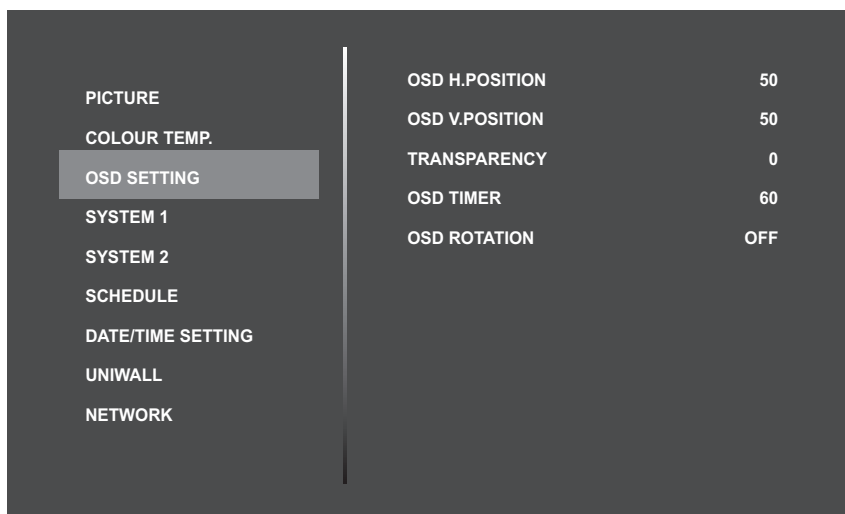 PICTURE
COLOUR TEMP.
OSD SETTING
SYSTEM 1
SYSTEM 2
SCHEDULE
DATE/TIME SETTING
UNIWALL
NETWORK
OSD H.POSITION 50
OSD V.POSITION 50
TRANSPARENCY 0
OSD TIMER 60
OSD ROTATION OFF